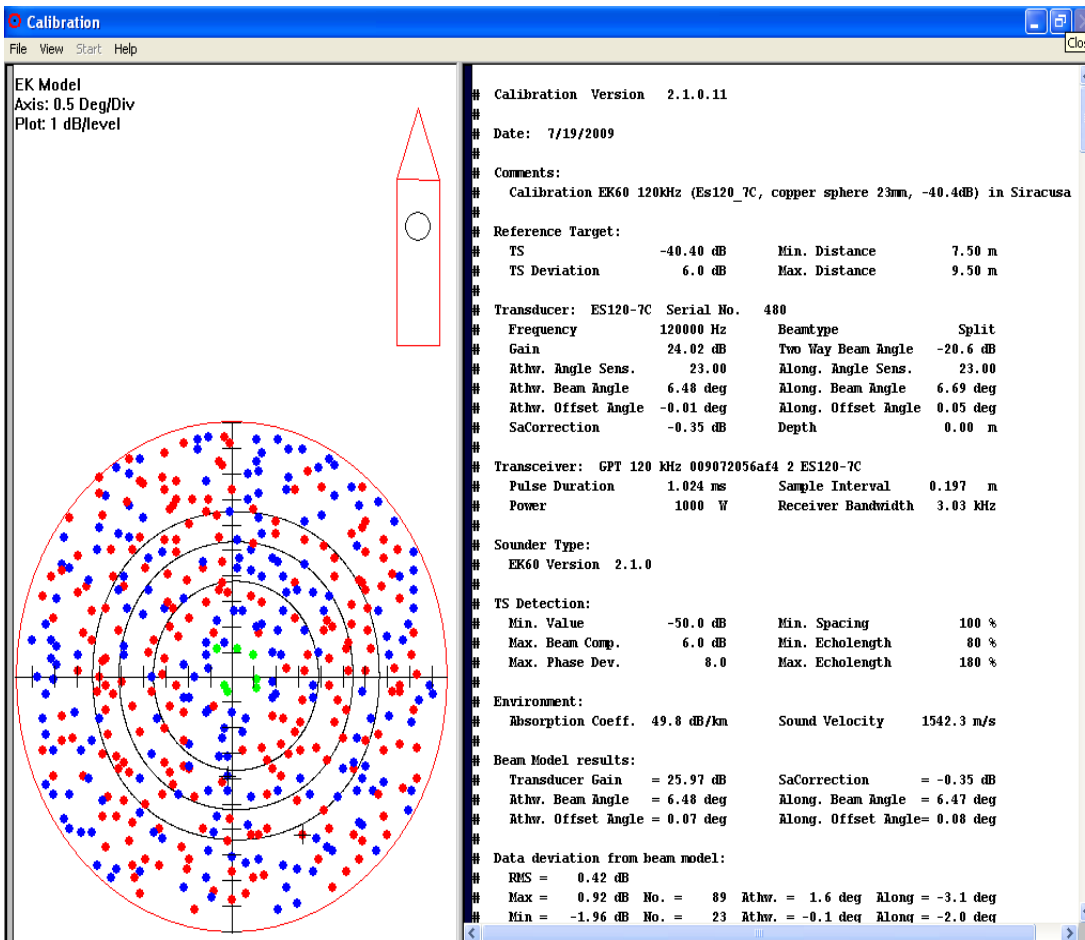 Calibration
File View Start Help
Clos
EK Model
Axis: 0.5 Deg/Div
Plot: 1 dB/level
# Calibration Version 2.1.0.11
#
# Date: 7/19/2009
#
# Comments:
# Calibration EK60 120kHz (Es120_7C, copper sphere 23mm, -40.4dB) in Siracusa
#
# Reference Target:
# TS -40.40 dB Min. Distance 7.50 m
# TS Deviation 6.0 dB Max. Distance 9.50 m
#
# Transducer: ES120-7C Serial No. 480
# Frequency 120000 Hz Beamtype Split
# Gain 24.02 dB Two Way Beam Angle -20.6 dB
# Athw. Angle Sens. 23.00 Along. Angle Sens. 23.00
# Athw. Beam Angle 6.48 deg Along. Beam Angle 6.69 deg
# Athw. Offset Angle -0.01 deg Along. Offset Angle 0.05 deg
# SaCorrection -0.35 dB Depth 0.00 m
#
# Transceiver: GPT 120 kHz 009072056af4 2 ES120-7C
# Pulse Duration 1.024 ms Sample Interval 0.197 m
# Power 1000 W Receiver Bandwidth 3.03 kHz
#
# Sounder Type:
# EK60 Version 2.1.0
#
# TS Detection:
# Min. Value -50.0 dB Min. Spacing 100 %
# Max. Beam Comp. 6.0 dB Min. Echolength 80 %
# Max. Phase Dev. 8.0 Max. Echolength 180 %
#
# Environment:
# Absorption Coeff. 49.8 dB/km Sound Velocity 1542.3 m/s
#
# Beam Model results:
# Transducer Gain = 25.97 dB SaCorrection = -0.35 dB
# Athw. Beam Angle = 6.48 deg Along. Beam Angle = 6.47 deg
# Athw. Offset Angle = 0.07 deg Along. Offset Angle= 0.08 deg
#
# Data deviation from beam model:
# RMS = 0.42 dB
# Max = 0.92 dB No. = 89 Athw. = 1.6 deg Along = -3.1 deg
# Min = -1.96 dB No. = 23 Athw. = -0.1 deg Along = -2.0 deg